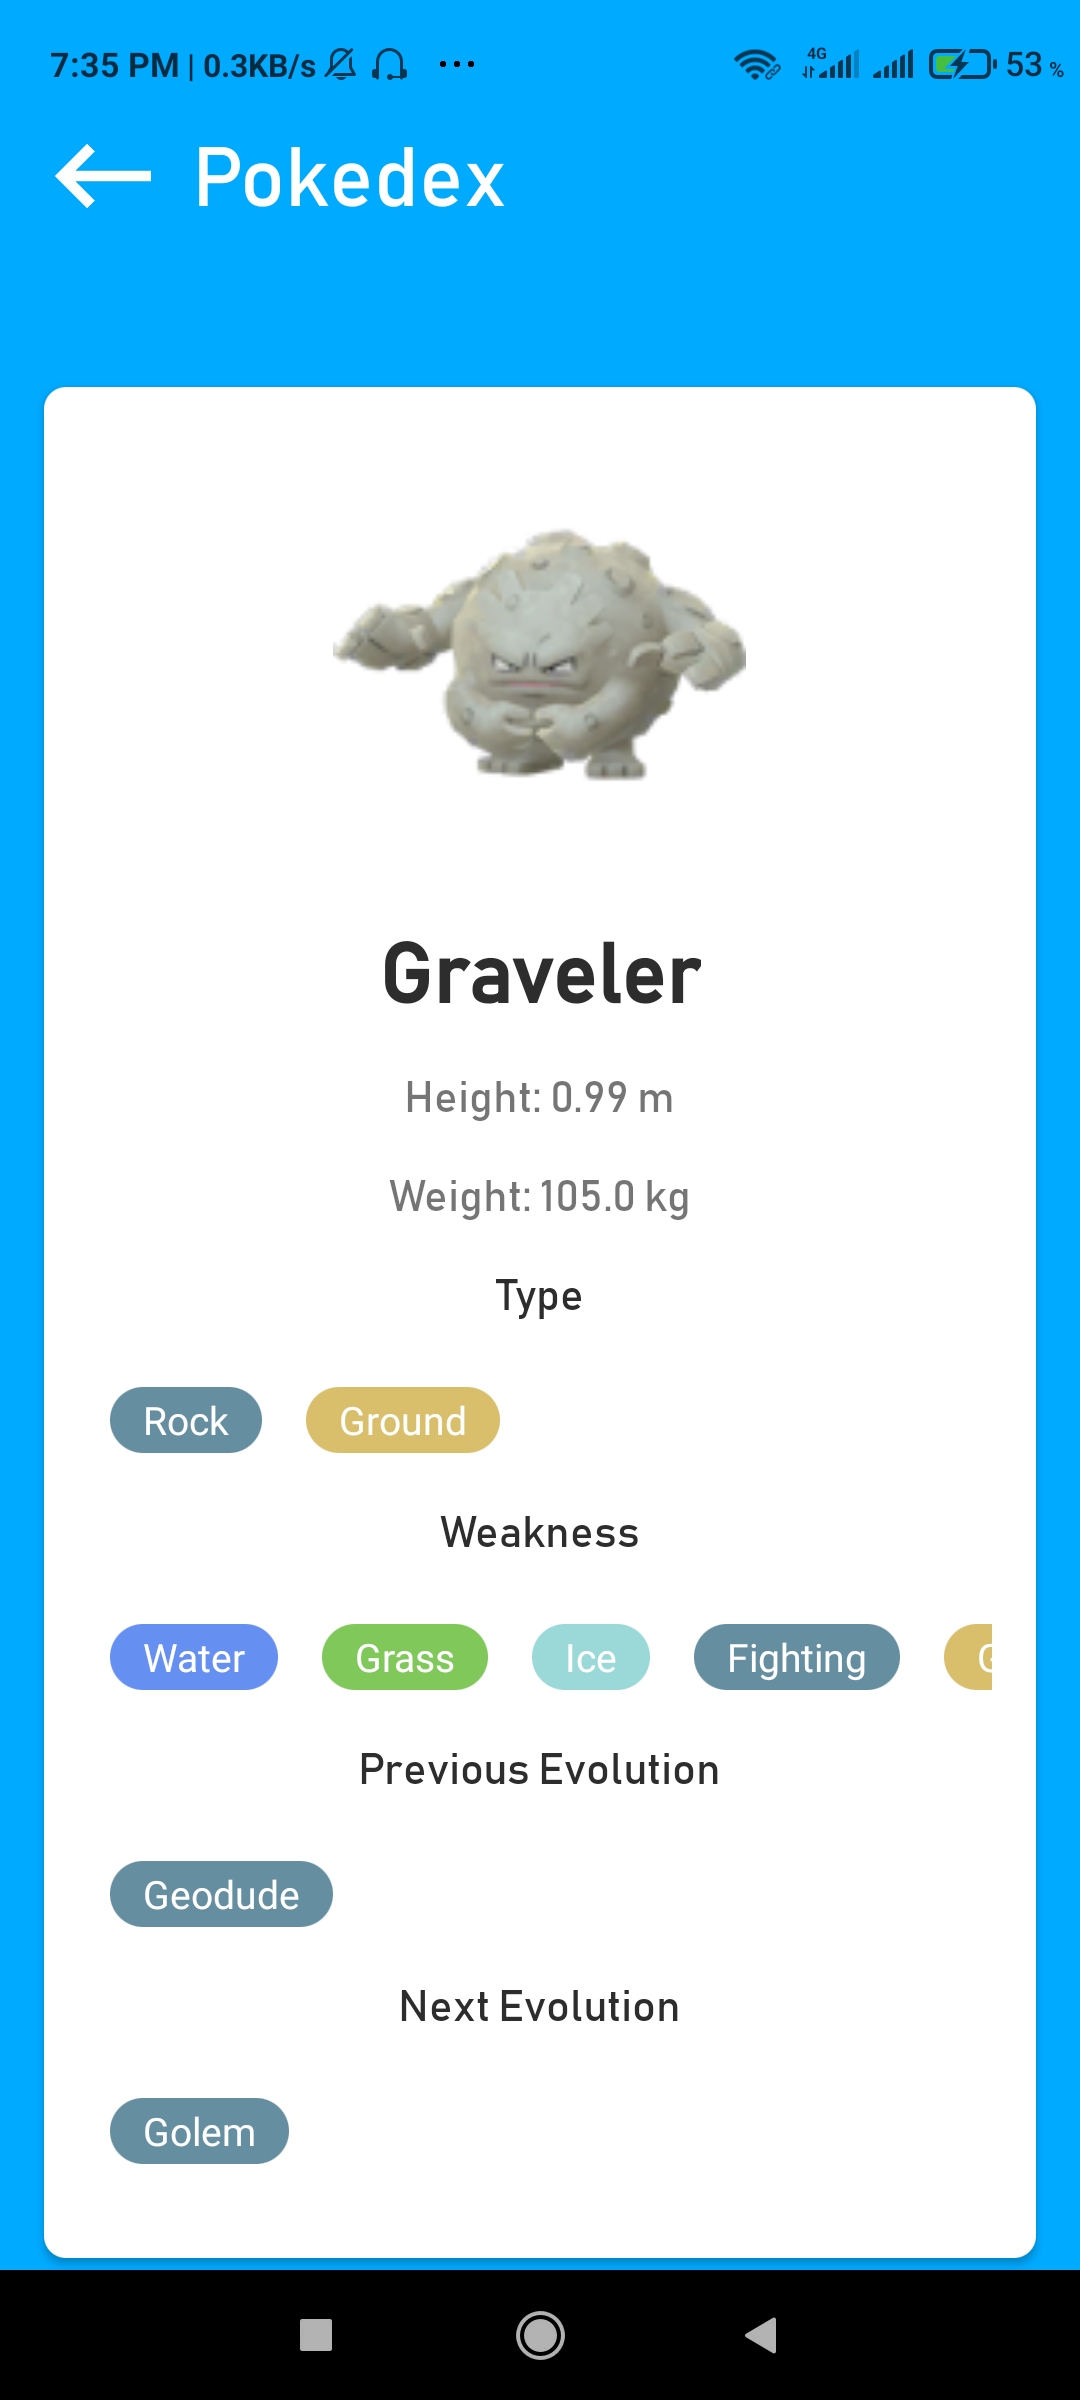 7:35 PM | 0.3KB/s ... 4G 53 %
Pokedex
Graveler
Height: 0.99 m
Weight: 105.0 kg
Type
Rock Ground
Weakness
Water Grass Ice Fighting
Previous Evolution
Geodude
Next Evolution
Golem